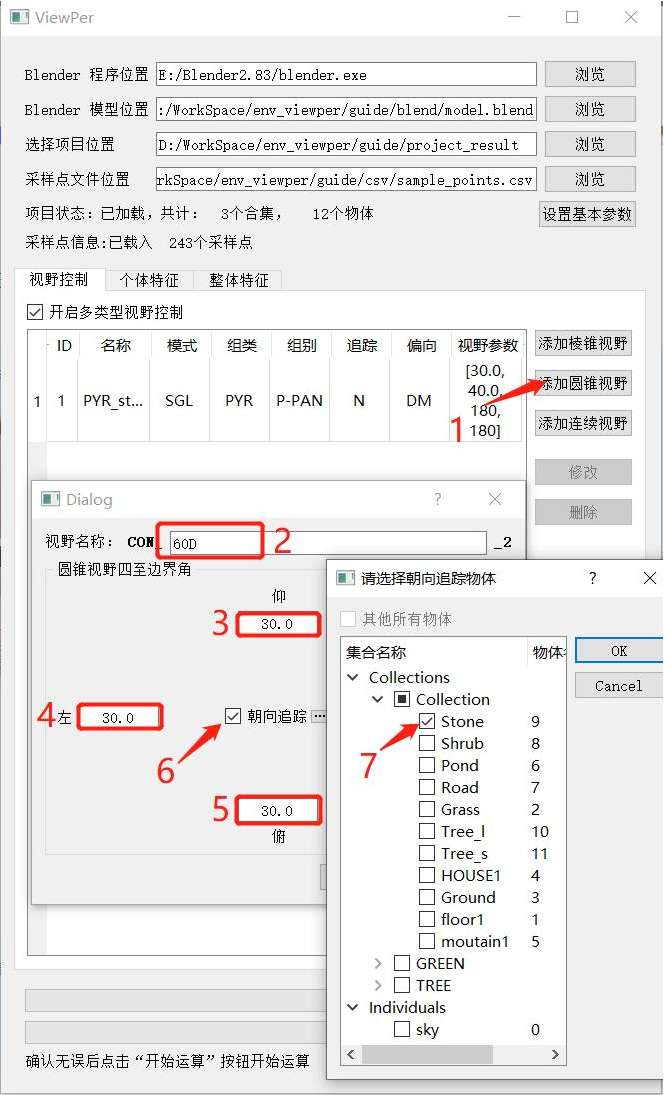 ViewPer
Blender 程序位置 E:/Blender2.83/blender.exe 浏览
Blender 模型位置 :/WorkSpace/env_viewper/guide/blend/model.blend 浏览
选择项目位置 D:/WorkSpace/env_viewper/guide/project_result 浏览
采样点文件位置 rkSpace/env_viewper/guide/csv/sample_points.csv 浏览
项目状态：已加载，共计： 3个合集， 12个物体 设置基本参数
采样点信息:已载入 243个采样点
视野控制 个体特征 整体特征
开启多类型视野控制
ID 名称 模式 组类 组别 追踪 偏向 视野参数 添加棱锥视野
1 1 PYR_st... SGL PYR P-PAN N DM [30.0,
40.0,
180,
180]
1 添加圆锥视野
添加连续视野
修改
删除
Dialog ?
视野名称： CON_ 60D 2 _2
圆锥视野四至边界角
仰
3 30.0
4 左 30.0 朝向追踪 ...
6
5 30.0
俯
请选择朝向追踪物体 ?
其他所有物体
集合名称 OK
Collections Cancel
Collection
Stone 9
7
Shrub 8
Pond 6
Road 7
Grass 2
Tree_l 10
Tree_s 11
HOUSE1 4
Ground 3
floor1 1
moutain1 5
GREEN
TREE
Individuals
sky 0
确认无误后点击“开始运算”按钮开始运算